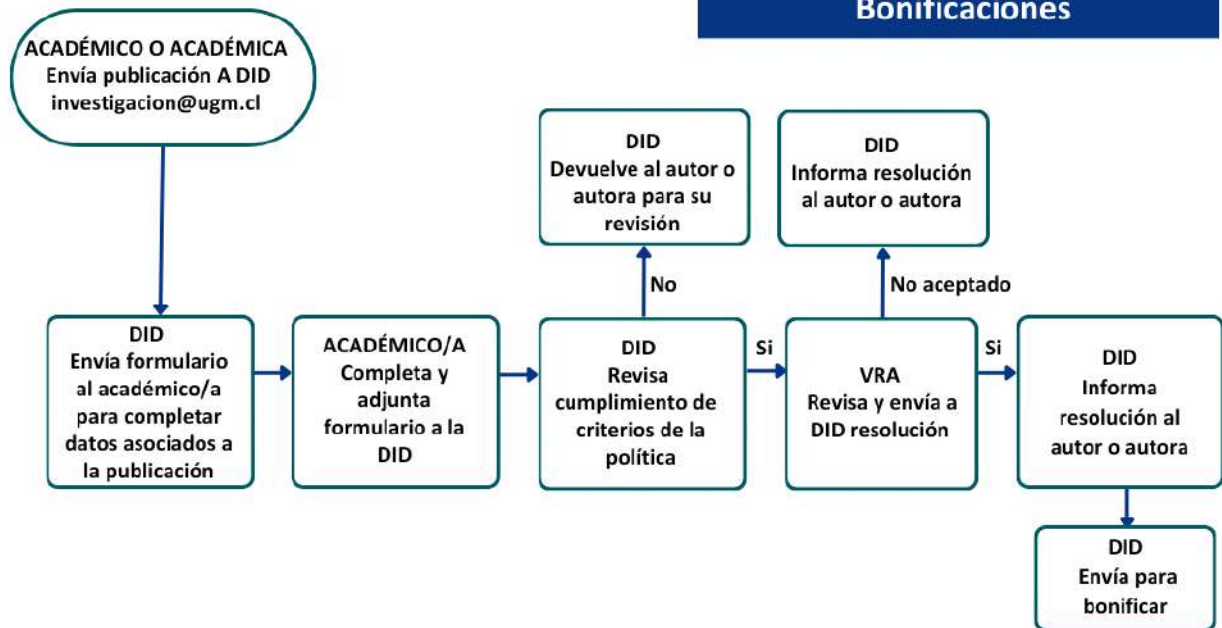 Bonificaciones
ACADÉMICO O ACADÉMICA
Envía publicación A DID
investigacion@ugm.cl
DID
Devuelve al autor o
autora para su
revisión
DID
Informa resolución
al autor o autora
No
No aceptado
DID
Envía formulario
al académico/a
para completar
datos asociados a
la publicación
ACADÉMICO/A
Completa y
adjunta
formulario a la
DID
DID
Revisa
cumplimiento de
criterios de la
política
Si
VRA
Revisa y envía a
DID resolución
Si
DID
Informa
resolución al
autor o autora
DID
Envía para
bonificar